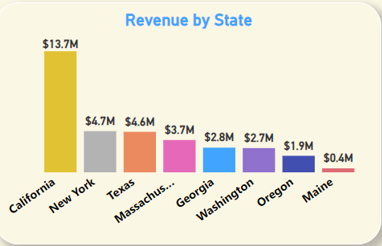 Revenue by State
$13.7M
$4.7M
$4.6M
$3.7M
$2.8M
$2.7M
$1.9M
$0.4M
California
New York
Texas
Massachus...
Georgia
Washington
Oregon
Maine